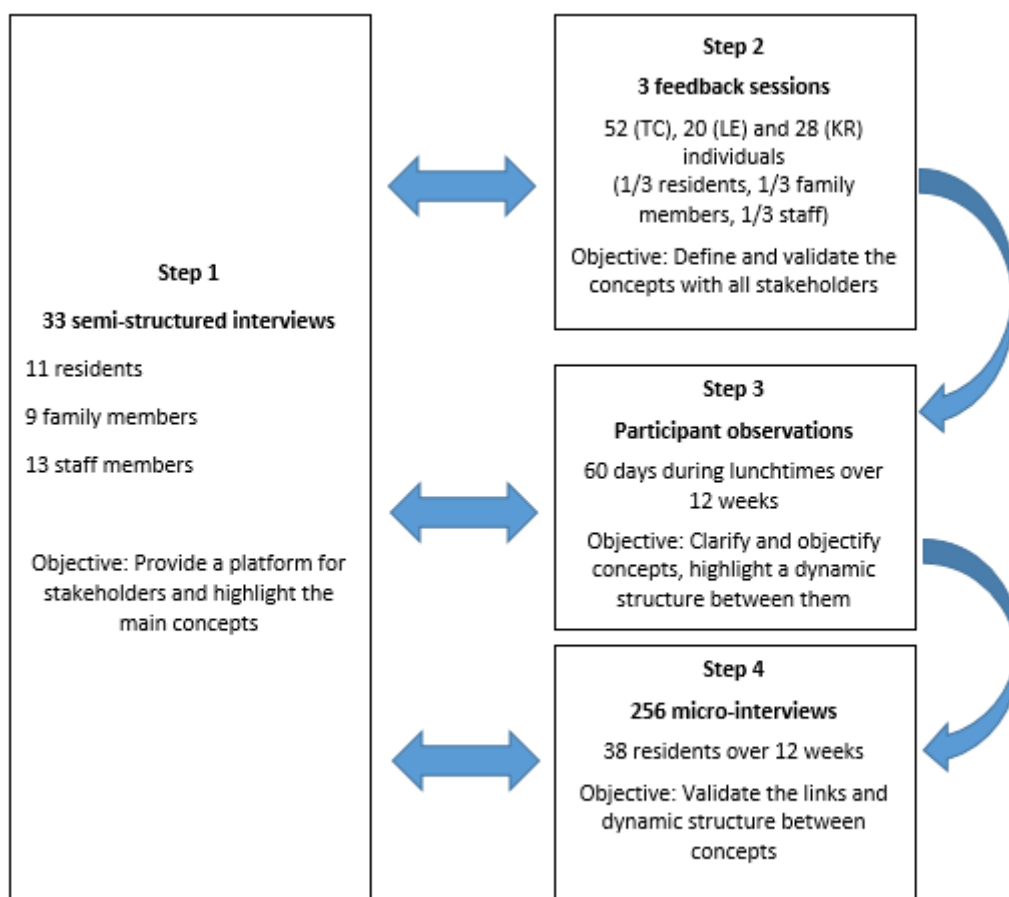 Step 1
33 semi-structured interviews
11 residents
9 family members
13 staff members
Objective: Provide a platform for
stakeholders and highlight the
main concepts
Step 2
3 feedback sessions
52 (TC), 20 (LE) and 28 (KR)
individuals
(1/3 residents, 1/3 family
members, 1/3 staff)
Objective: Define and validate the
concepts with all stakeholders
Step 3
Participant observations
60 days during lunchtimes over
12 weeks
Objective: Clarify and objectify
concepts, highlight a dynamic
structure between them
Step 4
256 micro-interviews
38 residents over 12 weeks
Objective: Validate the links and
dynamic structure between
concepts